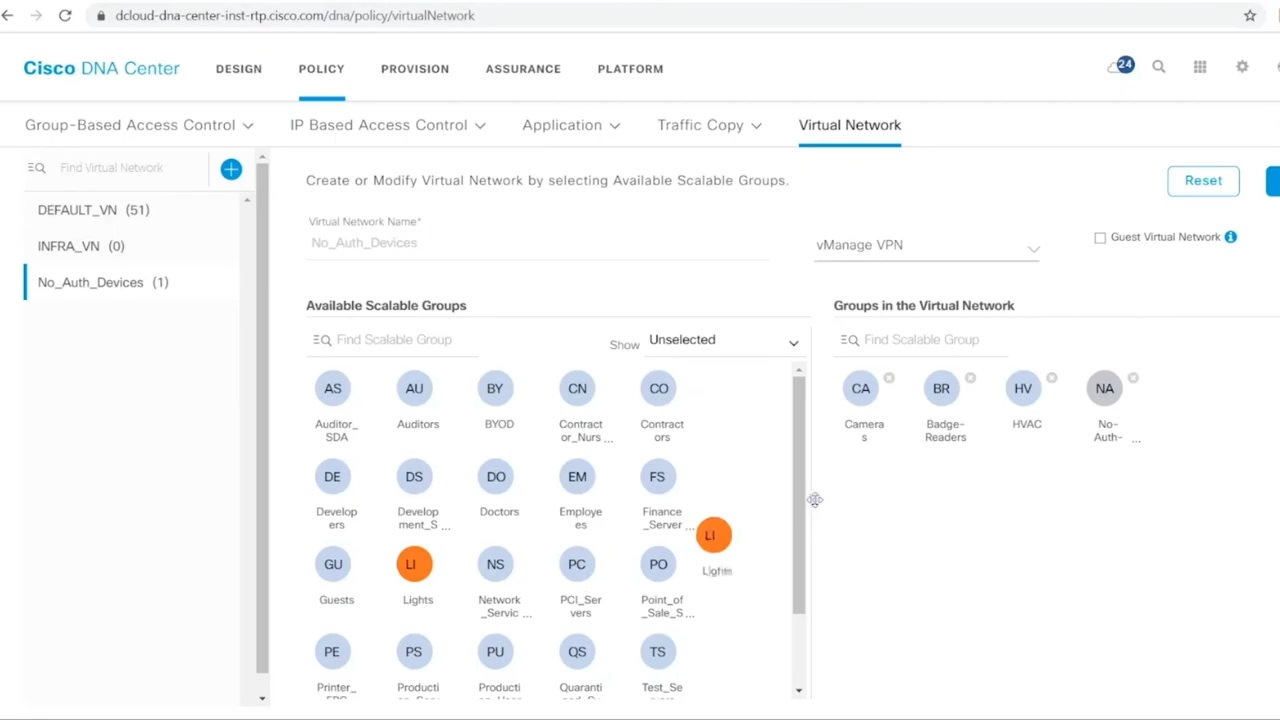 dcloud-dna-center-inst-rtp.cisco.com/dna/policy/virtualNetwork
Cisco DNA Center
DESIGN
POLICY
PROVISION
ASSURANCE
PLATFORM
24
Group-Based Access Control
IP Based Access Control
Application
Traffic Copy
Virtual Network
Find Virtual Network
DEFAULT_VN (51)
INFRA_VN (0)
No_Auth_Devices (1)
Create or Modify Virtual Network by selecting Available Scalable Groups.
Reset
Virtual Network Name*
No_Auth_Devices
vManage VPN
Guest Virtual Network
Available Scalable Groups
Find Scalable Group
Show
Unselected
AS AU BY CN CO
Auditor_ Auditors BYOD Contract Contract
SDA or_Nurs ... ors
DE DS DO EM FS
Develop Develop Doctors Employe Finance
ers ment_S ... es _Server ...
LI
Lights
GU LI NS PC PO
Guests Lights Network PCI_Ser Point_of
_Servic ... vers _Sale_S ...
PE PS PU QS TS
Printer_ Producti Producti Quaranti Test_Se
Groups in the Virtual Network
Find Scalable Group
CA BR HV NA
Camera Badge- HVAC No-
s Readers Auth- ...